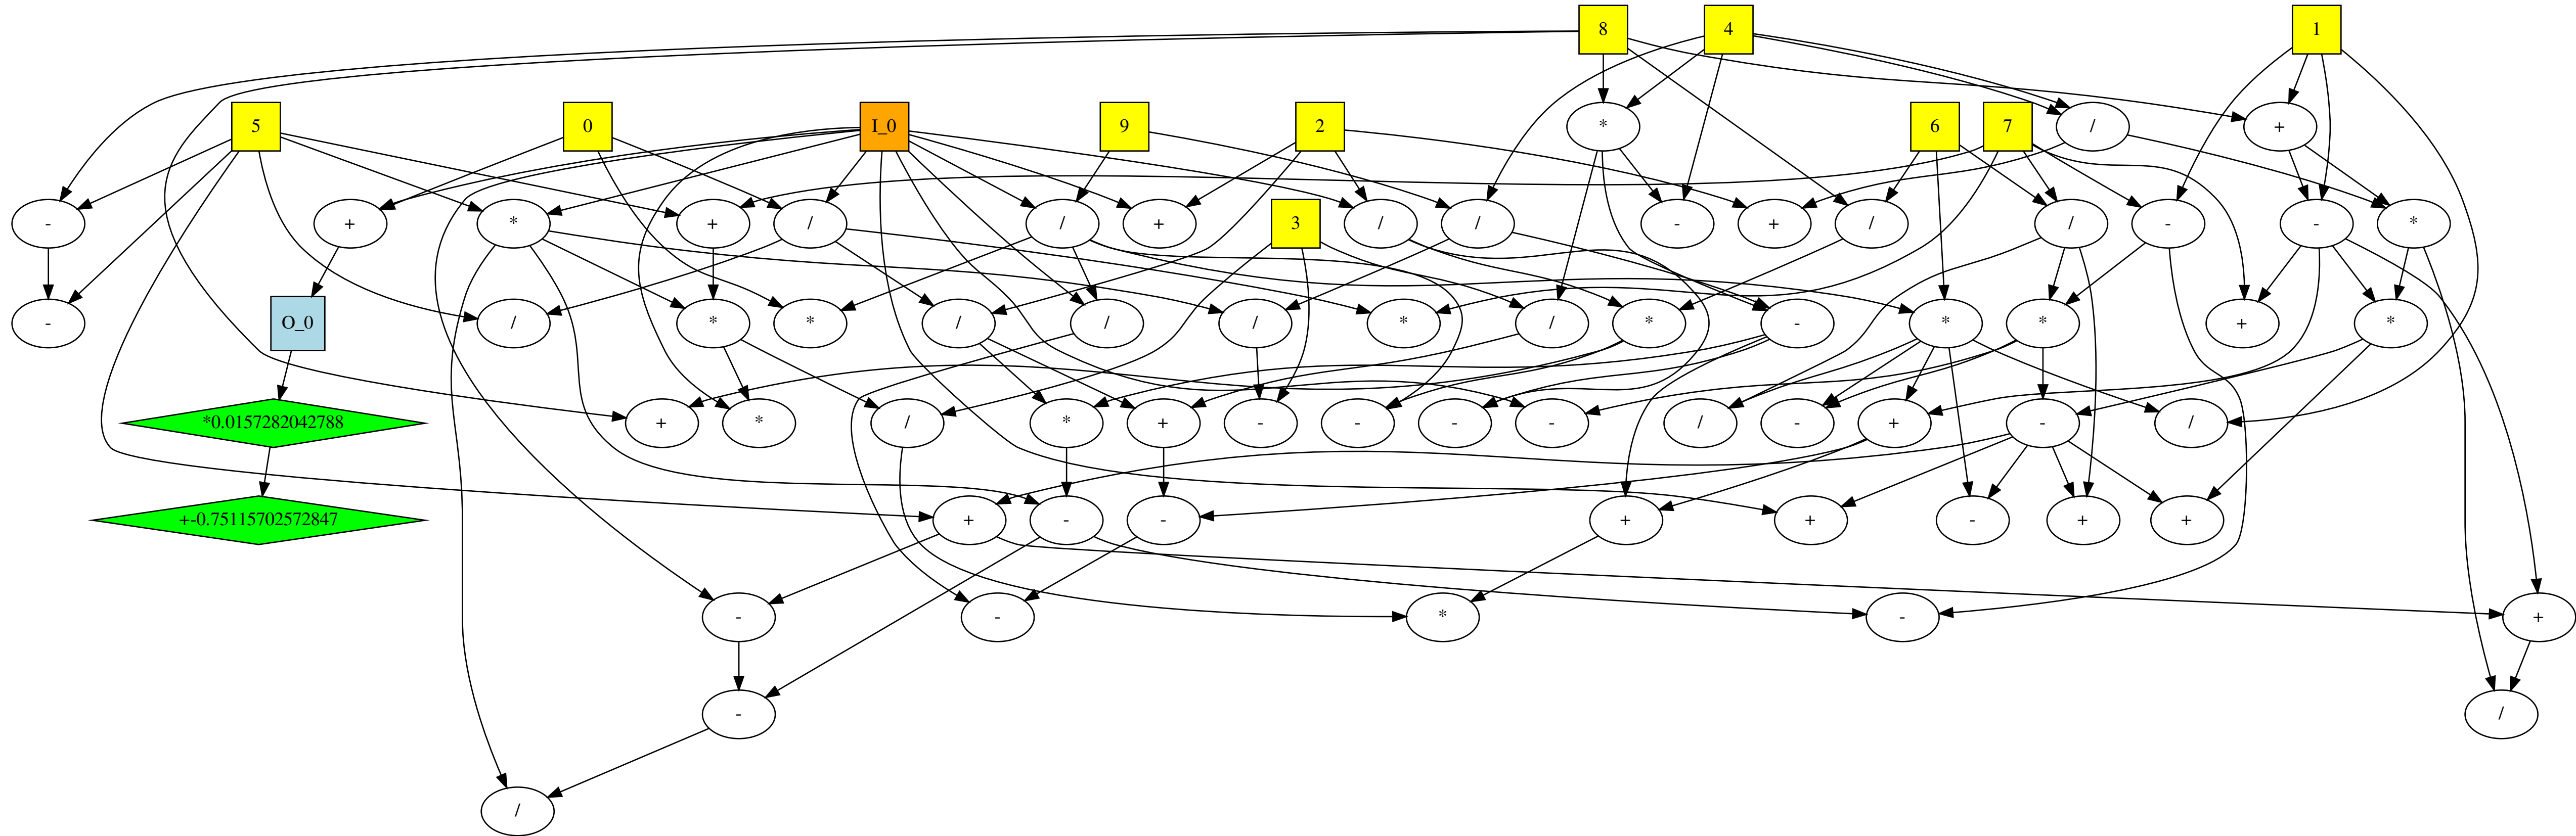 8 4 1
5 0 I_0 9 2 * 6 7 / +
- + * + / / + 3 / / - + / / - - *
- O_0 / * * / / / * / * - * * + *
*0.0157282042788 + * / * + - - - - / - + - /
+-0.75115702572847 + - - + + - + +
- - * - +
- /
/